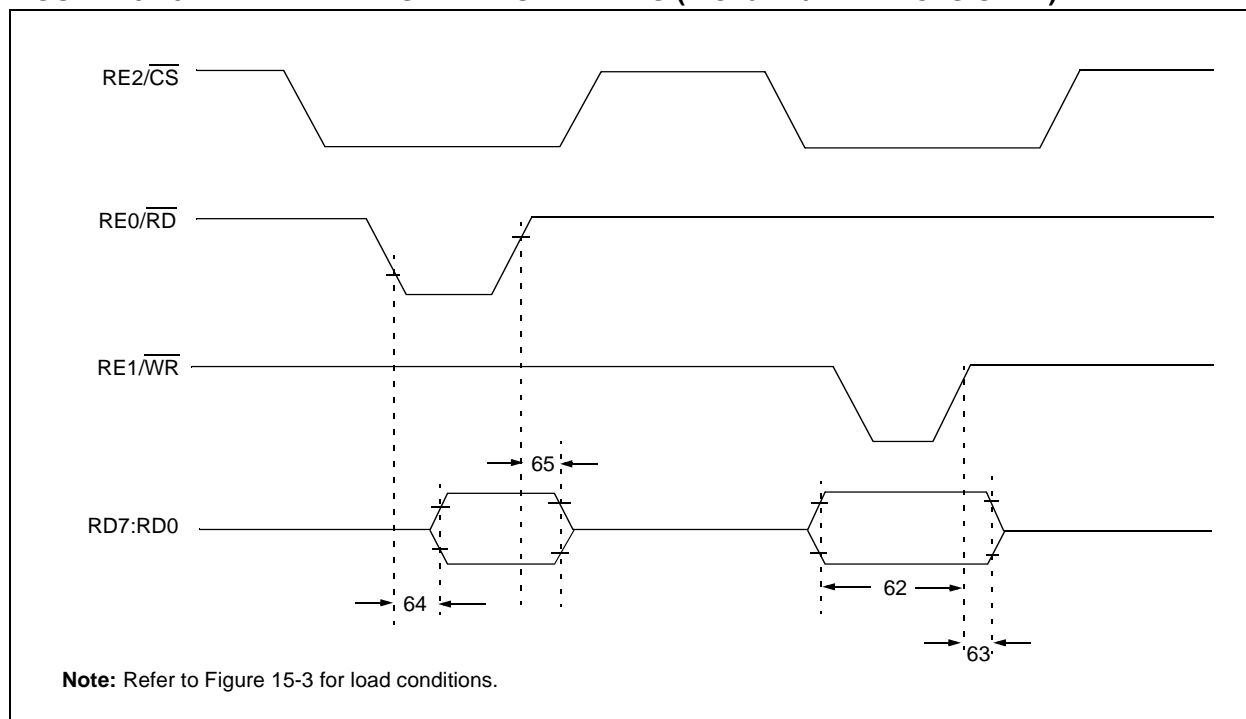 RE2/CS
RE0/RD
RE1/WR
65
RD7:RD0
64
62
63
Note: Refer to Figure 15-3 for load conditions.